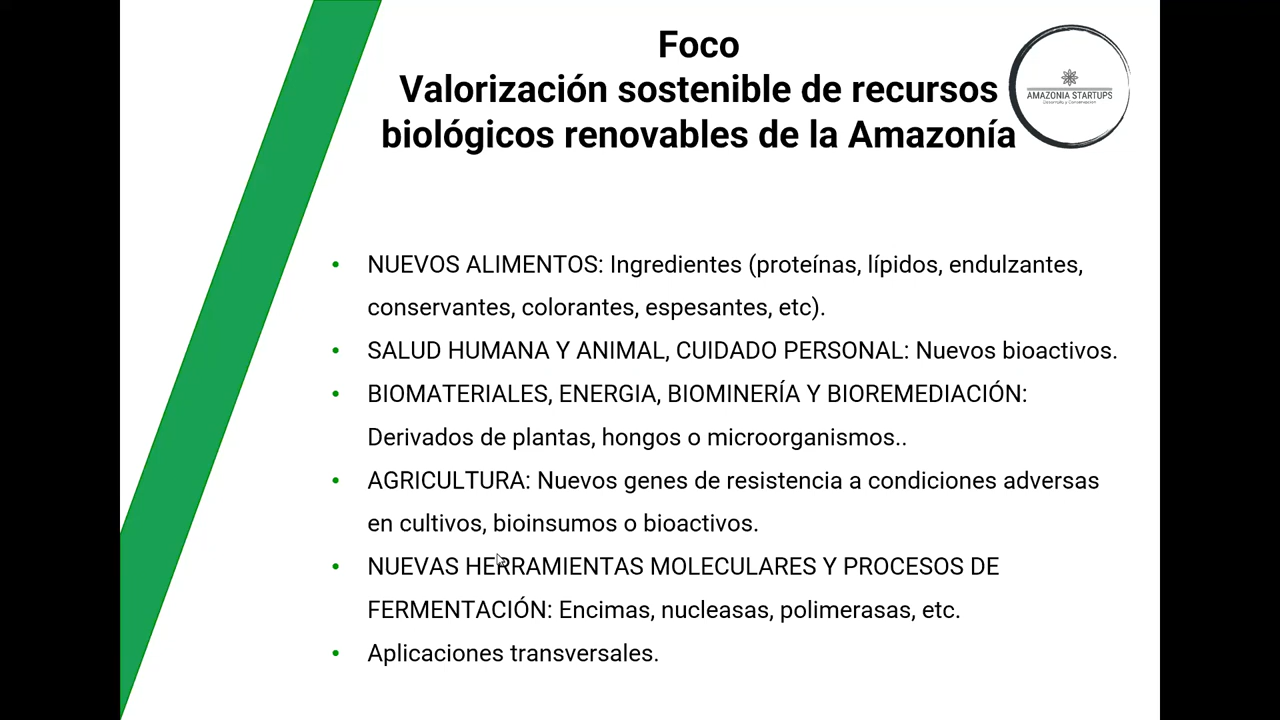 Foco
Valorización sostenible de recursos
biológicos renovables de la Amazonía
AMAZONIA STARTUPS
Desarrollo y Conservación
• NUEVOS ALIMENTOS: Ingredientes (proteínas, lípidos, endulzantes,
conservantes, colorantes, espesantes, etc).
• SALUD HUMANA Y ANIMAL, CUIDADO PERSONAL: Nuevos bioactivos.
• BIOMATERIALES, ENERGIA, BIOMINERÍA Y BIOREMEDIACIÓN:
Derivados de plantas, hongos o microorganismos..
• AGRICULTURA: Nuevos genes de resistencia a condiciones adversas
en cultivos, bioinsumos o bioactivos.
• NUEVAS HERRAMIENTAS MOLECULARES Y PROCESOS DE
FERMENTACIÓN: Encimas, nucleasas, polimerasas, etc.
• Aplicaciones transversales.